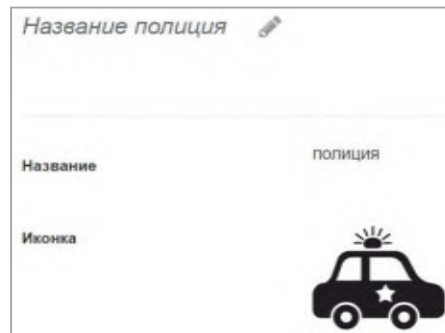 Название полиция
Название
полиция
Иконка